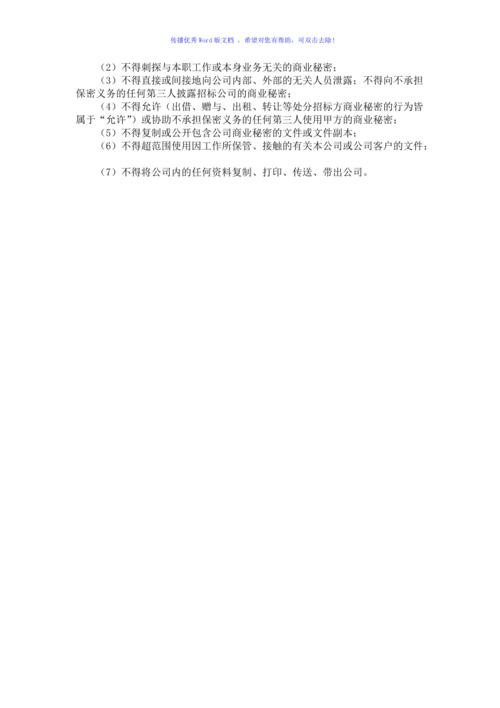 传播优秀Word版文档 ，希望对您有帮助，可双击去除！
（2）不得刺探与本职工作或本身业务无关的商业秘密；
（3）不得直接或间接地向公司内部、外部的无关人员泄露；不得向不承担
保密义务的任何第三人披露招标公司的商业秘密；
（4）不得允许（出借、赠与、出租、转让等处分招标方商业秘密的行为皆
属于“允许”）或协助不承担保密义务的任何第三人使用甲方的商业秘密；
（5）不得复制或公开包含公司商业秘密的文件或文件副本；
（6）不得超范围使用因工作所保管、接触的有关本公司或公司客户的文件；
（7）不得将公司内的任何资料复制、打印、传送、带出公司。